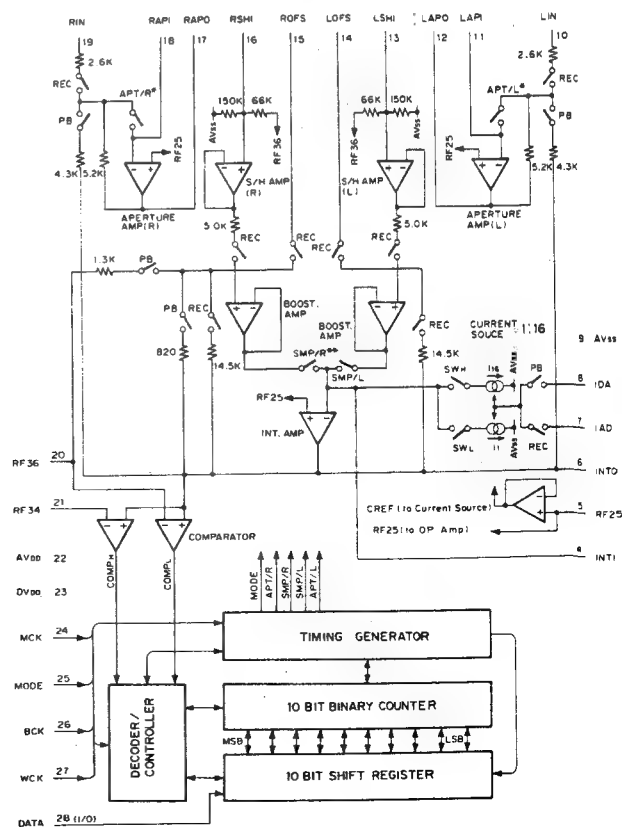 RIN RAPI RAPO RSHI ROFS LOFS LSHI LAPO LAPI LIN
19 18 17 16 15 14 13 12 11 10
2.6K 2.6K
REC APT/R* 150K 66K 66K 150K APT/L* REC
AVSS RF36 RF36 AVSS
PB RF25 RF25 PB
4.3K 5.2K S/H AMP (R) S/H AMP (L) 5.2K 4.3K
APERTURE AMP(R) APERTURE AMP(L)
5.0K 5.0K
REC REC REC REC
1.3K PB
PB REC BOOST. AMP BOOST. AMP REC
820 14.5K SMP/R** SMP/L 14.5K
CURRENT SOUCE 1:16
9 AVss
AVss
SWH I16 PB 8 IDA
RF25 INT. AMP
SWL I1 AVss REC 7 IAD
RF36 20
6 INTO
RF34 21
CREF (to Current Source) 5 RF25
RF25(to OP Amp)
COMPARATOR
4 INTI
COMPH COMPL
AVDD 22
DVDD 23
MODE APT/R SMP/R SMP/L APT/L
MCK 24
TIMING GENERATOR
MODE 25
BCK 26
DECODER/ CONTROLLER
10 BIT BINARY COUNTER
MSB LSB
WCK 27
10 BIT SHIFT REGISTER
DATA 28 (I/O)